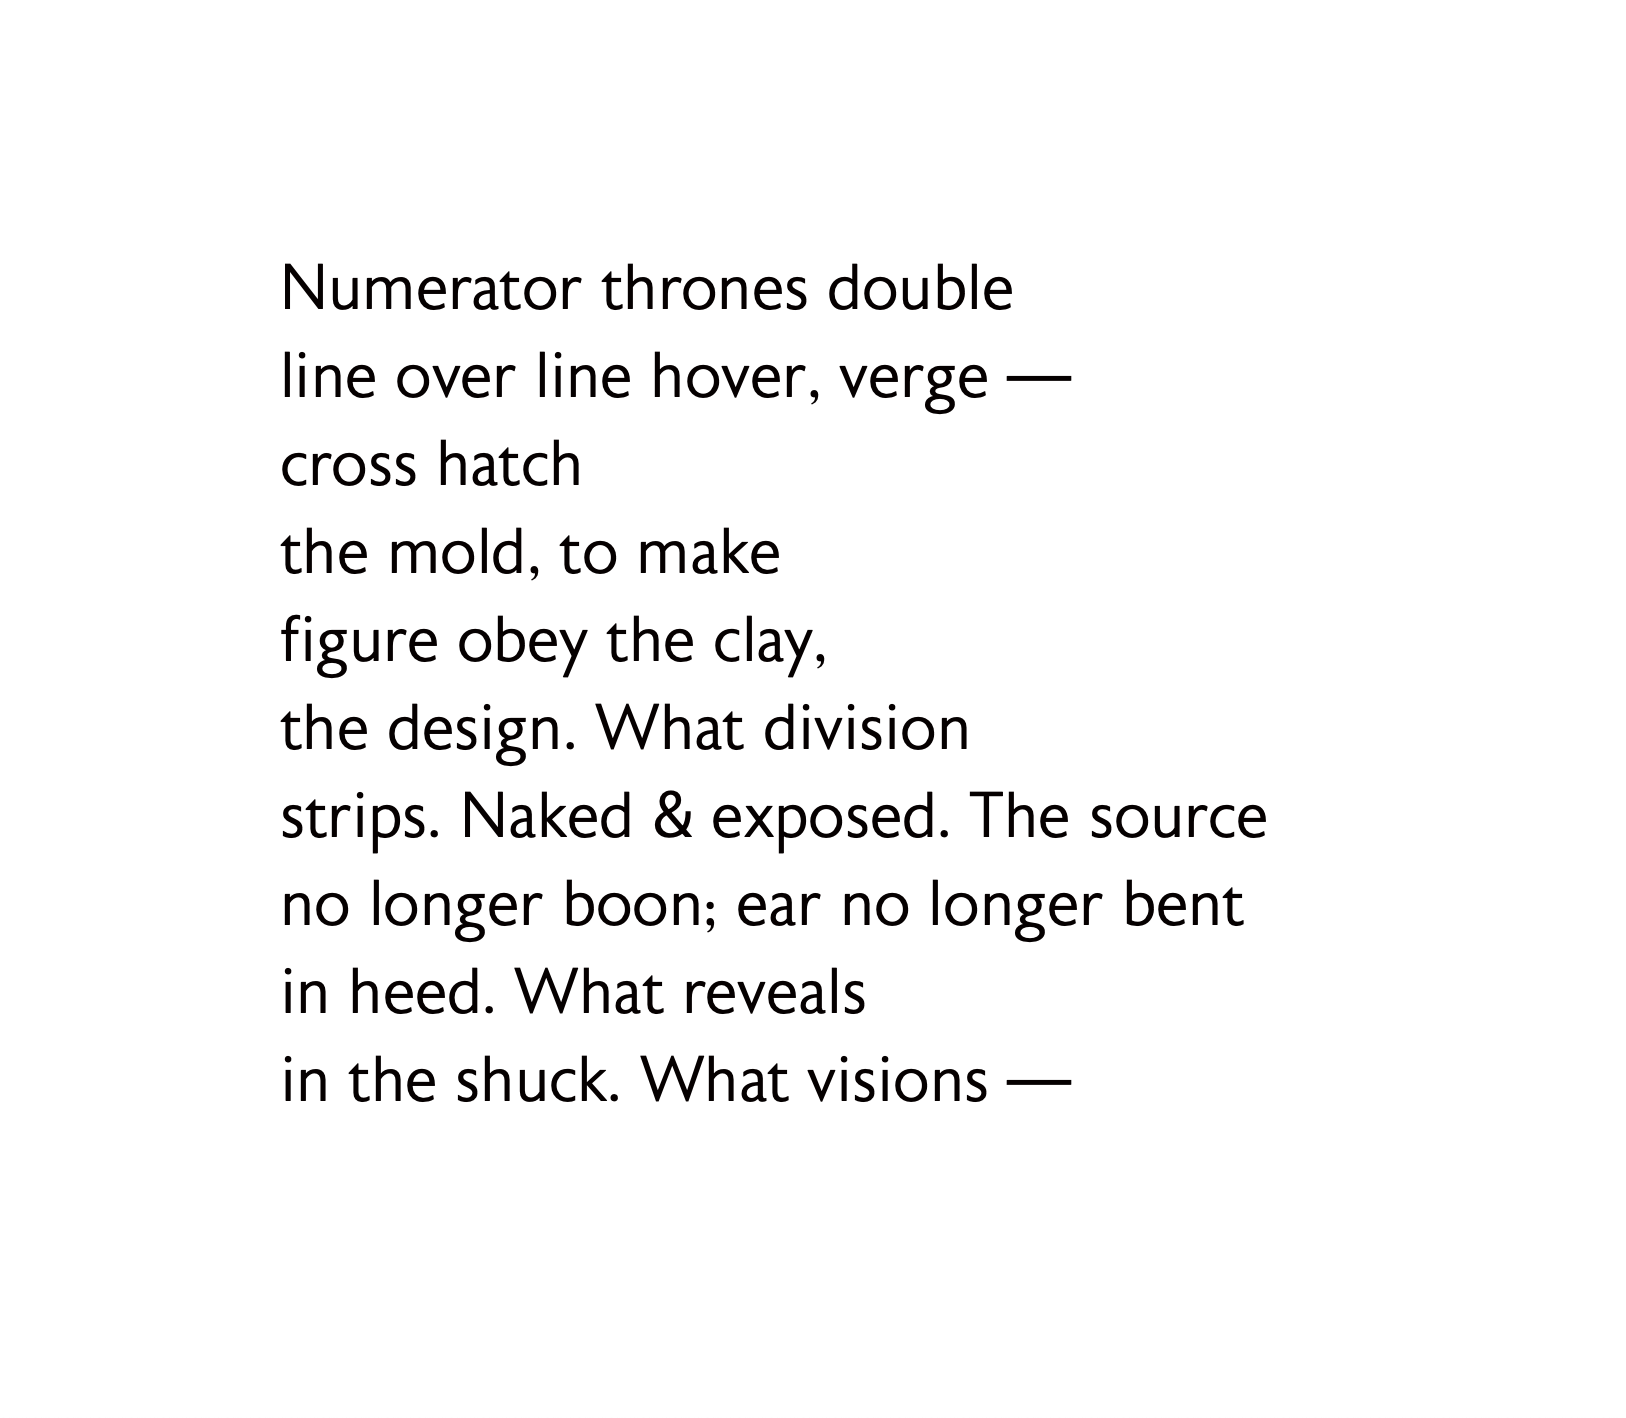 Numerator thrones double
line over line hover, verge —
cross hatch
the mold, to make
figure obey the clay,
the design. What division
strips. Naked & exposed. The source
no longer boon; ear no longer bent
in heed. What reveals
in the shuck. What visions —